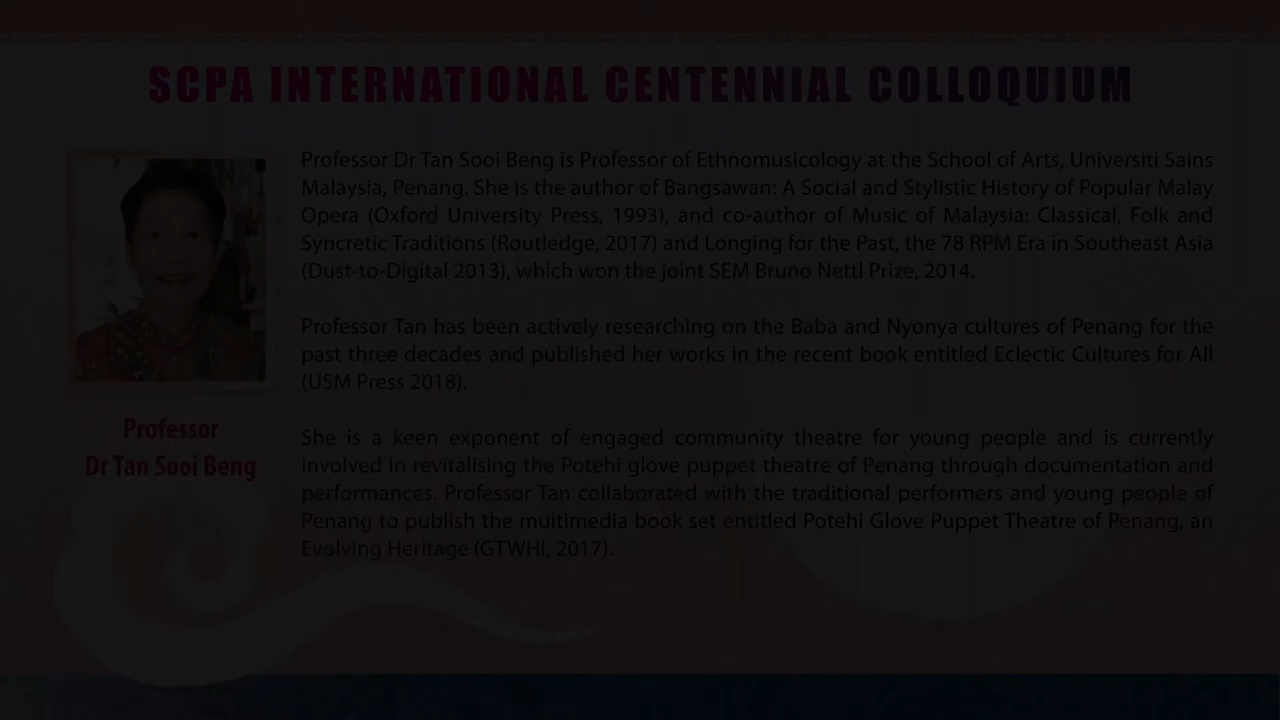 SCPA INTERNATIONAL CENTENNIAL COLLOQUIUM
Professor Dr Tan Sooi Beng is Professor of Ethnomusicology at the School of Arts, Universiti Sains
Malaysia, Penang. She is the author of Bangsawan: A Social and Stylistic History of Popular Malay
Opera (Oxford University Press, 1993), and co-author of Music of Malaysia: Classical, Folk and
Syncretic Traditions (Routledge, 2017) and Longing for the Past, the 78 RPM Era in Southeast Asia
(Dust-to-Digital 2013), which won the joint SEM Bruno Nettl Prize, 2014.
Professor Tan has been actively researching on the Baba and Nyonya cultures of Penang for the
past three decades and published her works in the recent book entitled Eclectic Cultures for All
(USM Press 2018).
She is a keen exponent of engaged community theatre for young people and is currently
involved in revitalising the Potehi glove puppet theatre of Penang through documentation and
performances. Professor Tan collaborated with the traditional performers and young people of
Penang to publish the multimedia book set entitled Potehi Glove Puppet Theatre of Penang, an
Evolving Heritage (GTWHI, 2017).
Professor
Dr Tan Sooi Beng